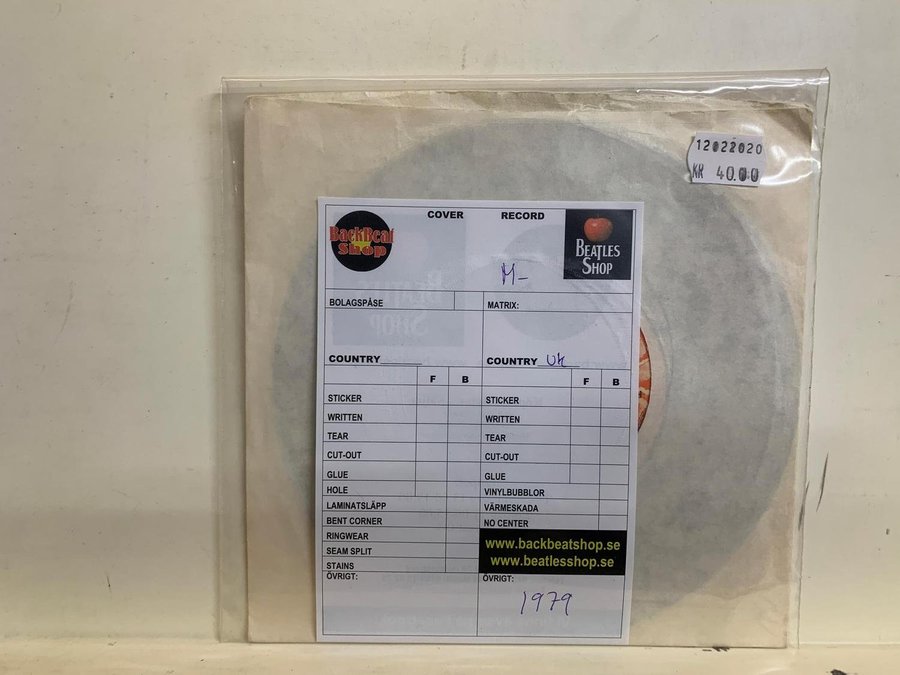 12022020
KR 40.00
COVER RECORD
BackBeat
Shop
BEATLES
SHOP
M-
BOLAGSPÅSE MATRIX:
COUNTRY COUNTRY UK
F B F B
STICKER STICKER
WRITTEN WRITTEN
TEAR TEAR
CUT-OUT CUT-OUT
GLUE GLUE
HOLE VINYLBUBBLOR
LAMINATSLÄPP VÄRMESKADA
BENT CORNER NO CENTER
RINGWEAR
SEAM SPLIT
STAINS
www.backbeatshop.se
www.beatlesshop.se
ÖVRIGT: ÖVRIGT:
1979